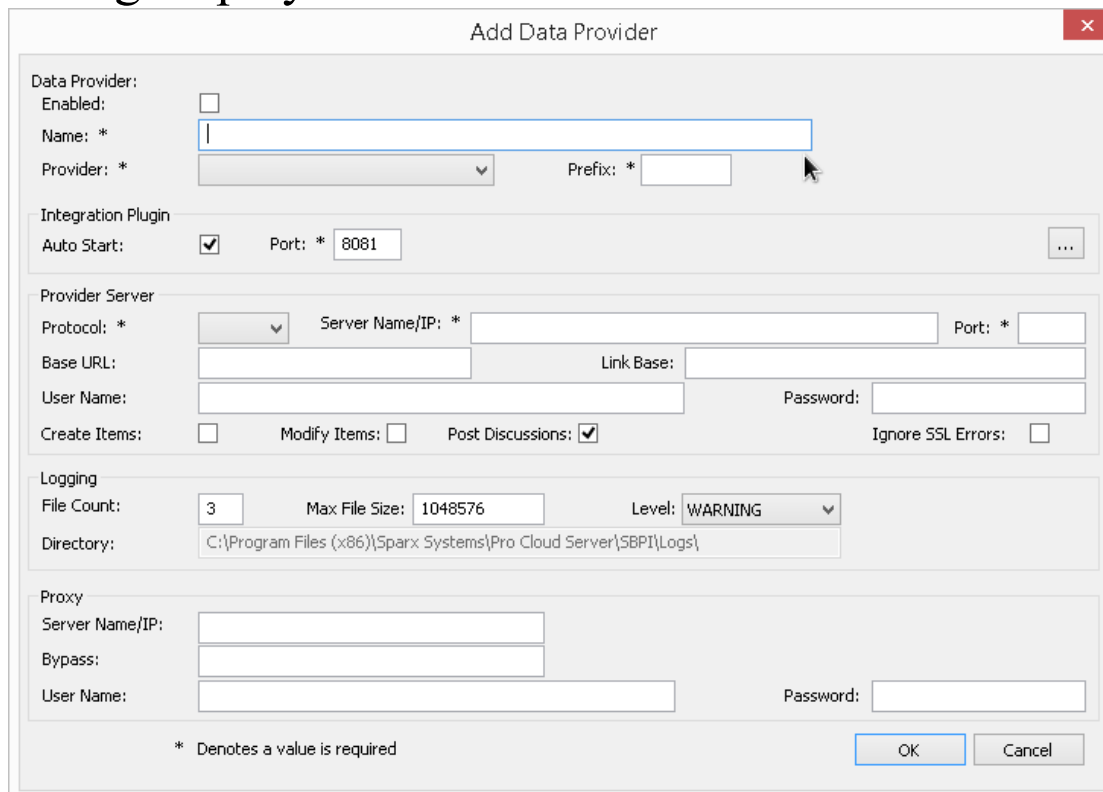 Add Data Provider
Data Provider:
Enabled:
Name: *
Provider: * Prefix: *
Integration Plugin
Auto Start: Port: * 8081 ...
Provider Server
Protocol: * Server Name/IP: * Port: *
Base URL: Link Base:
User Name: Password:
Create Items: Modify Items: Post Discussions: Ignore SSL Errors:
Logging
File Count: 3 Max File Size: 1048576 Level: WARNING
Directory: C:\Program Files (x86)\Sparx Systems\Pro Cloud Server\SBPI\Logs\
Proxy
Server Name/IP:
Bypass:
User Name: Password:
* Denotes a value is required OK Cancel